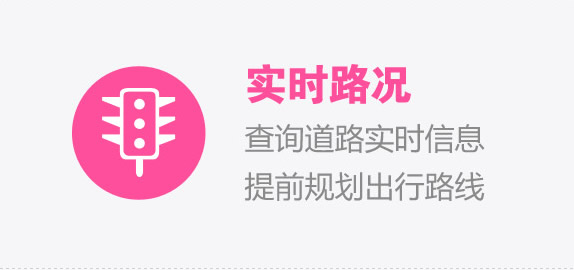 实时路况
查询道路实时信息
提前规划出行路线